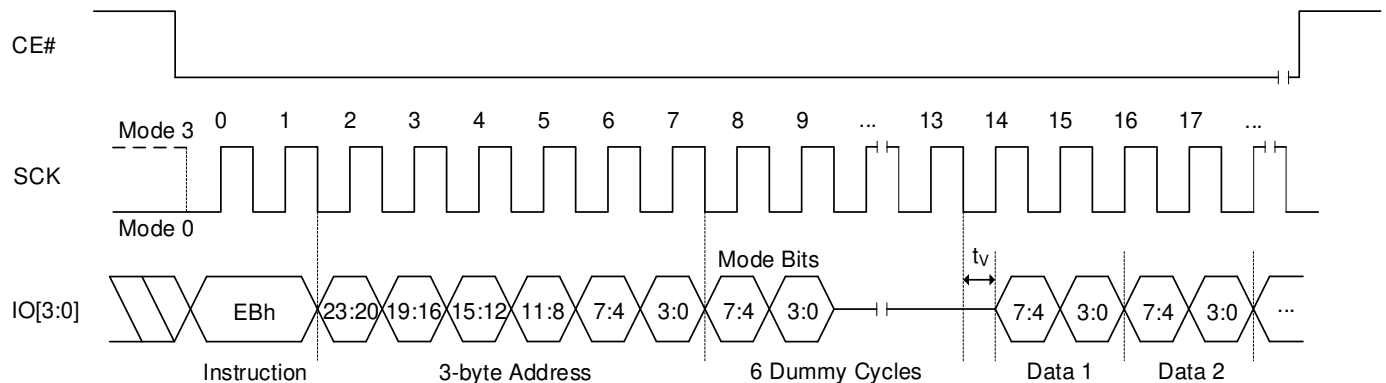 CE#
Mode 3 0 1 2 3 4 5 6 7 8 9 ... 13 14 15 16 17 ...
SCK
Mode 0
Mode Bits tV
IO[3:0] EBh 23:20 19:16 15:12 11:8 7:4 3:0 7:4 3:0 7:4 3:0 7:4 3:0 ...
Instruction 3-byte Address 6 Dummy Cycles Data 1 Data 2